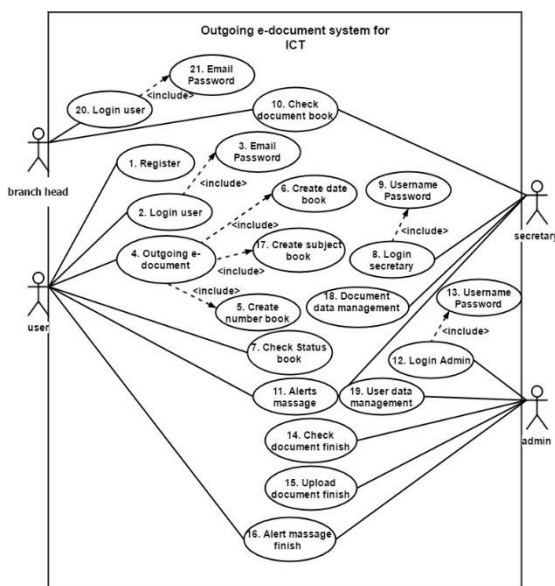 Outgoing e-document system for
ICT
21. Email
Password
<include>
20. Login user
10. Check
document book
3. Email
Password
1. Register
branch head
<include>
6. Create date
book
9. Username
Password
2. Login user
<include>
<include>
secretary
4. Outgoing e-
document
17. Create subject
book
<include>
8. Login
secretary
<include>
18. Document
data management
13. Username
Password
user
5. Create
number book
<include>
7. Check Status
book
12. Login Admin
11. Alerts
massage
19. User data
management
admin
14. Check
document finish
15. Upload
document finish
16. Alert massage
finish